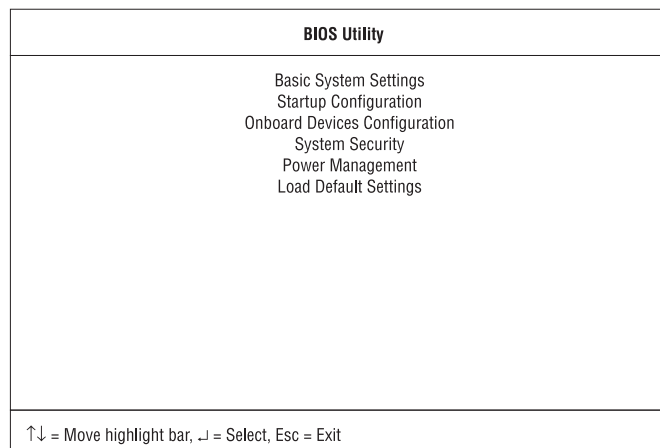 BIOS Utility
Basic System Settings
Startup Configuration
Onboard Devices Configuration
System Security
Power Management
Load Default Settings
↑↓ = Move highlight bar, ↵ = Select, Esc = Exit